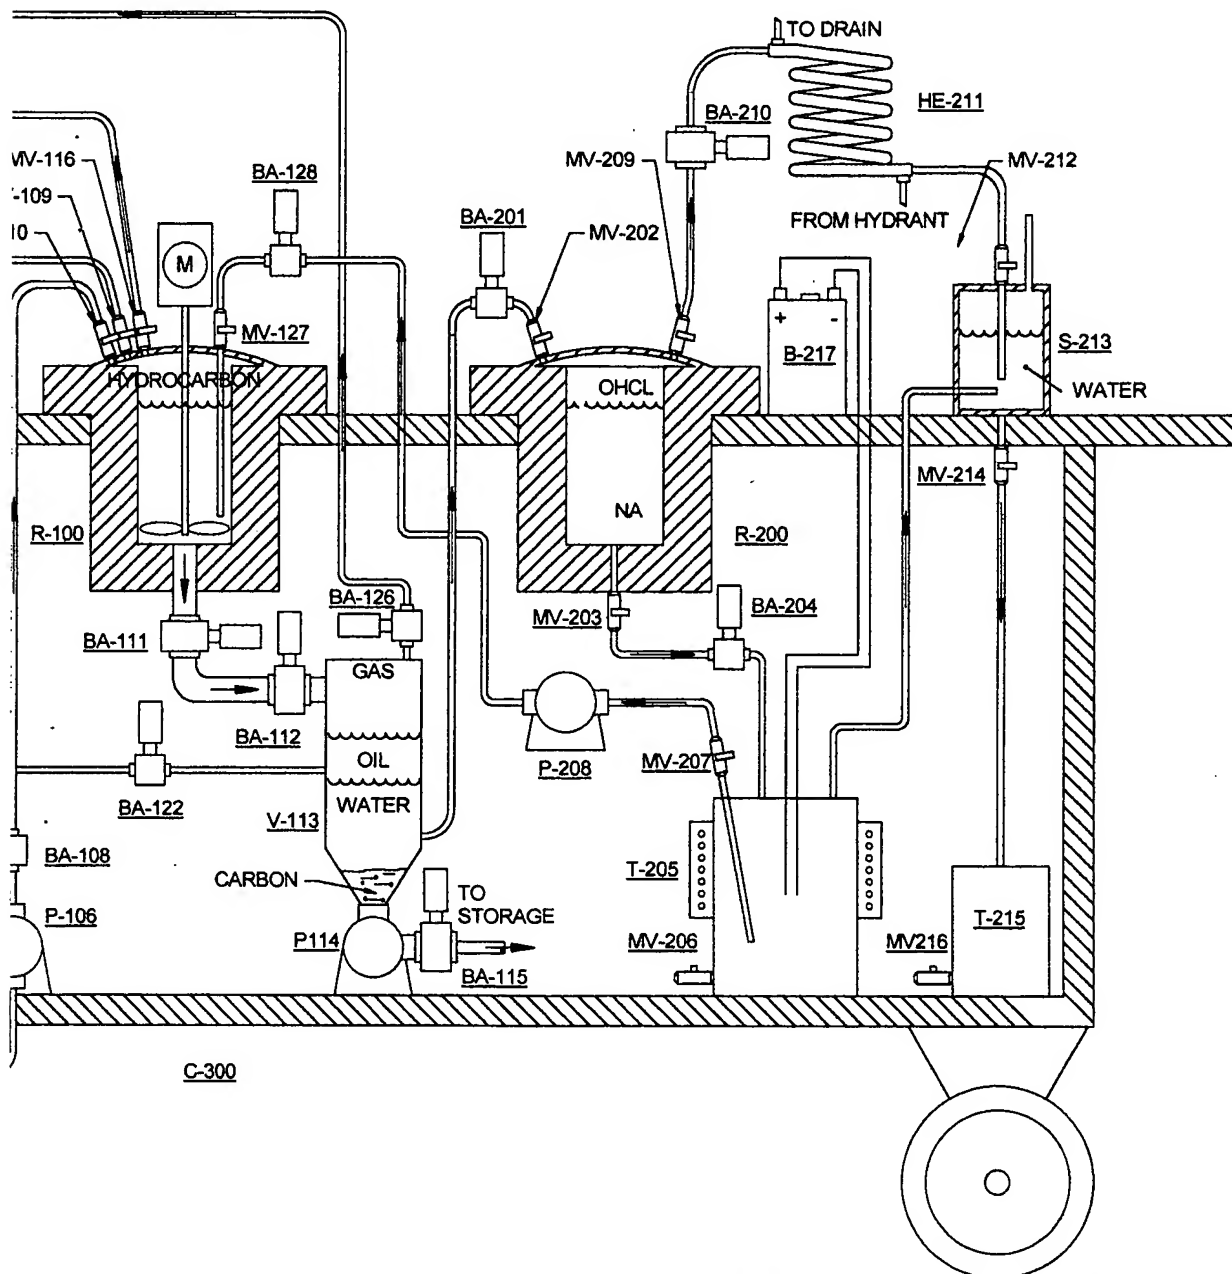 TO DRAIN
HE-211
BA-210
MV-116
MV-209
MV-212
BA-128
-109
BA-201
10
FROM HYDRANT
MV-202
M
+ -
MV-127
B-217
S-213
HYDROCARBON
OHCL
WATER
MV-214
NA
R-100
R-200
BA-126
BA-204
MV-203
BA-111
GAS
BA-112
OIL
P-208
MV-207
WATER
BA-122
V-113
BA-108
T-205
CARBON
TO
STORAGE
T-215
P-106
P114
MV-206
MV216
BA-115
C-300